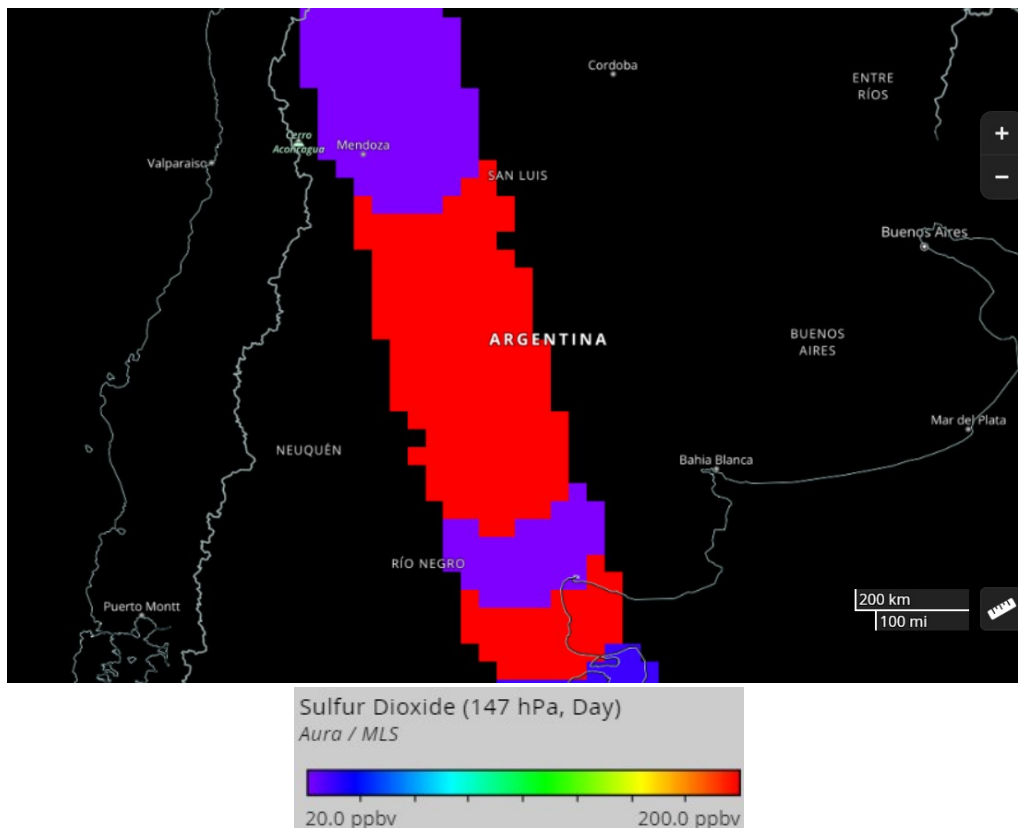 Cordoba
ENTRE
RÍOS
+
Cerro
Aconcagua
Mendoza
Valparaiso
SAN LUIS
−
Buenos Aires
ARGENTINA
BUENOS
AIRES
Mar del Plata
NEUQUÉN
Bahia Blanca
RÍO NEGRO
Puerto Montt
200 km
100 mi
Sulfur Dioxide (147 hPa, Day)
Aura / MLS
20.0 ppbv
200.0 ppbv